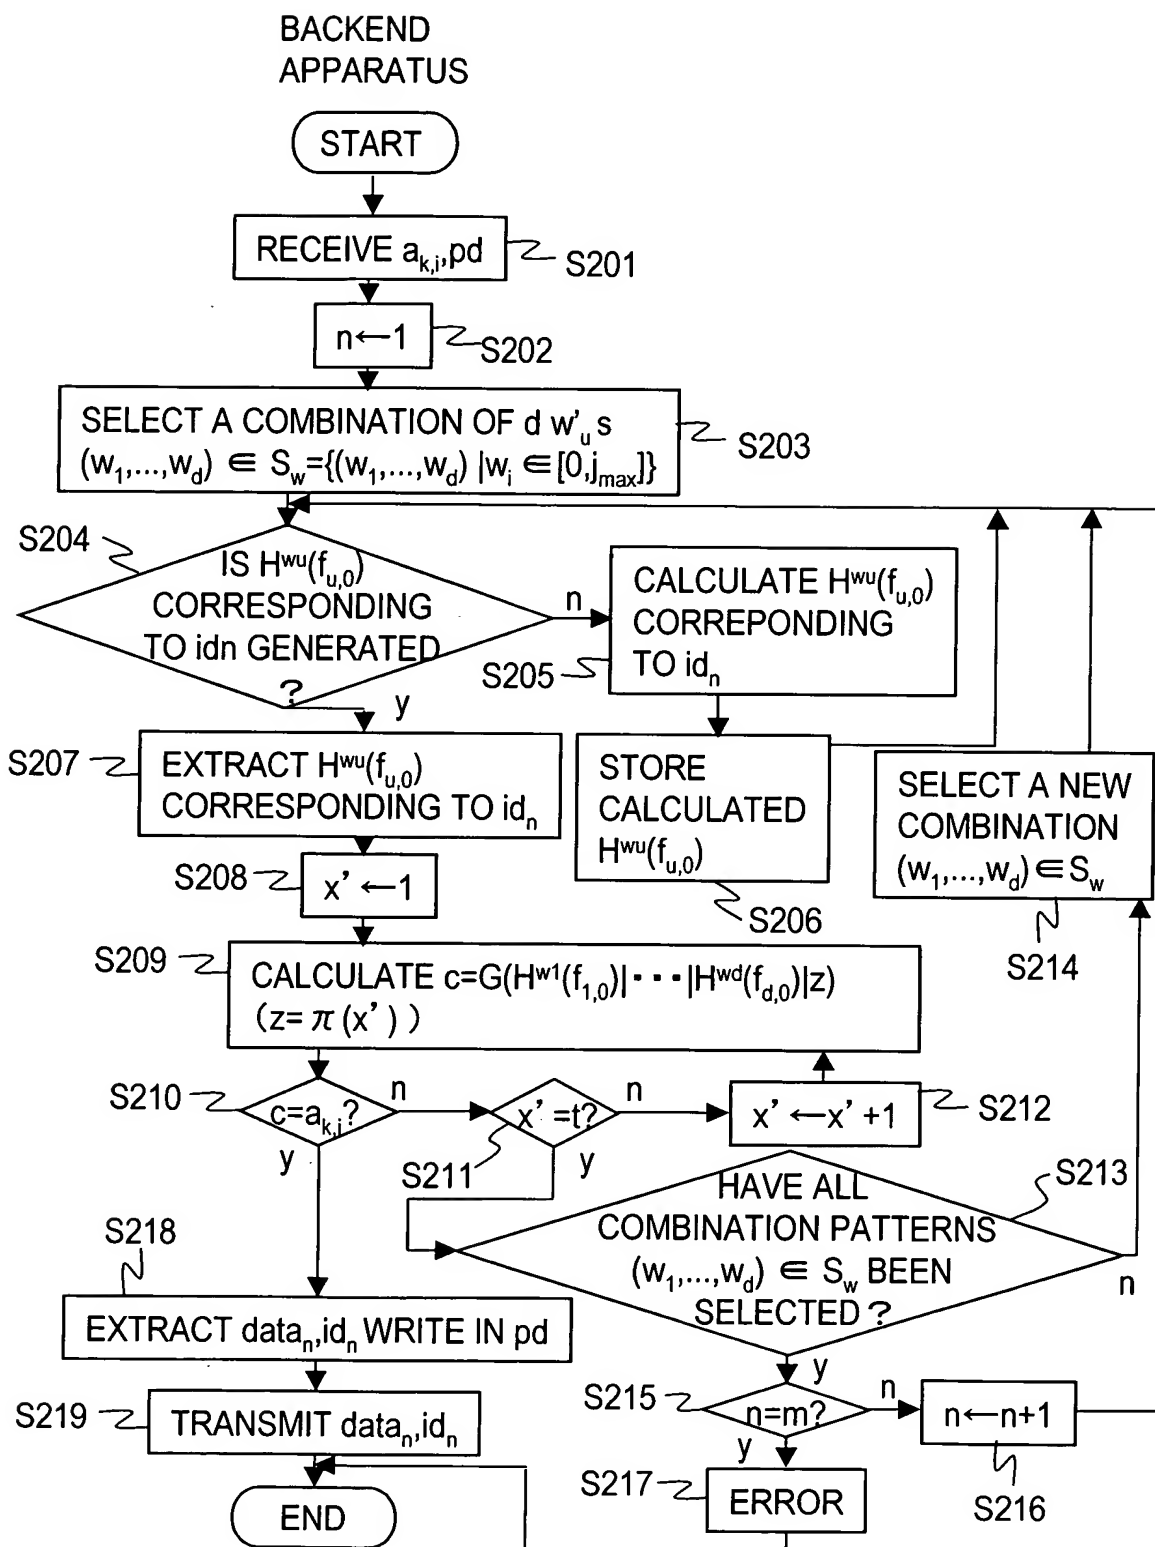 BACKEND
APPARATUS
START
RECEIVE a_{k,i},pd
S201
n←1
S202
SELECT A COMBINATION OF d w'_u s
(w_1,...,w_d) ∈ S_w={(w_1,...,w_d) |w_i ∈[0,j_{max}]}
S203
S204
IS H^{wu}(f_{u,0})
CORRESPONDING
TO idn GENERATED
?
n
y
CALCULATE H^{wu}(f_{u,0})
CORREPONDING
TO id_n
S205
STORE
CALCULATED
H^{wu}(f_{u,0})
S206
S207
EXTRACT H^{wu}(f_{u,0})
CORRESPONDING TO id_n
S208
x' ←1
SELECT A NEW
COMBINATION
(w_1,...,w_d)∈S_w
S214
S209
CALCULATE c=G(H^{w1}(f_{1,0})|･･･|H^{wd}(f_{d,0})|z)
(z= π (x' ) )
S210
c=a_{k,i}?
n
y
S211
x' =t?
n
y
x' ←x' +1
S212
S213
HAVE ALL
COMBINATION PATTERNS
(w_1,...,w_d) ∈ S_w BEEN
SELECTED ?
n
y
S218
EXTRACT data_n,id_n WRITE IN pd
S219
TRANSMIT data_n,id_n
END
S215
n=m?
n
y
n←n+1
S216
S217
ERROR